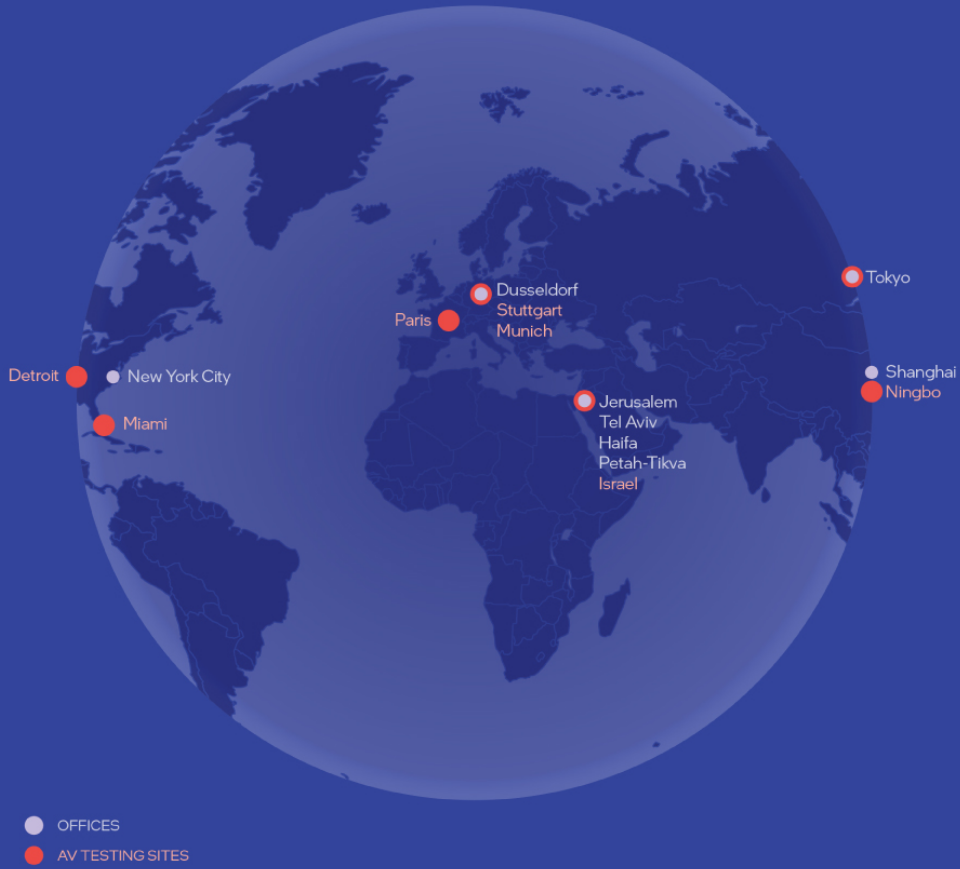 Tokyo
Dusseldorf
Stuttgart
Munich
Paris
Shanghai
Ningbo
Detroit
New York City
Miami
Jerusalem
Tel Aviv
Haifa
Petah-Tikva
Israel
OFFICES
AV TESTING SITES